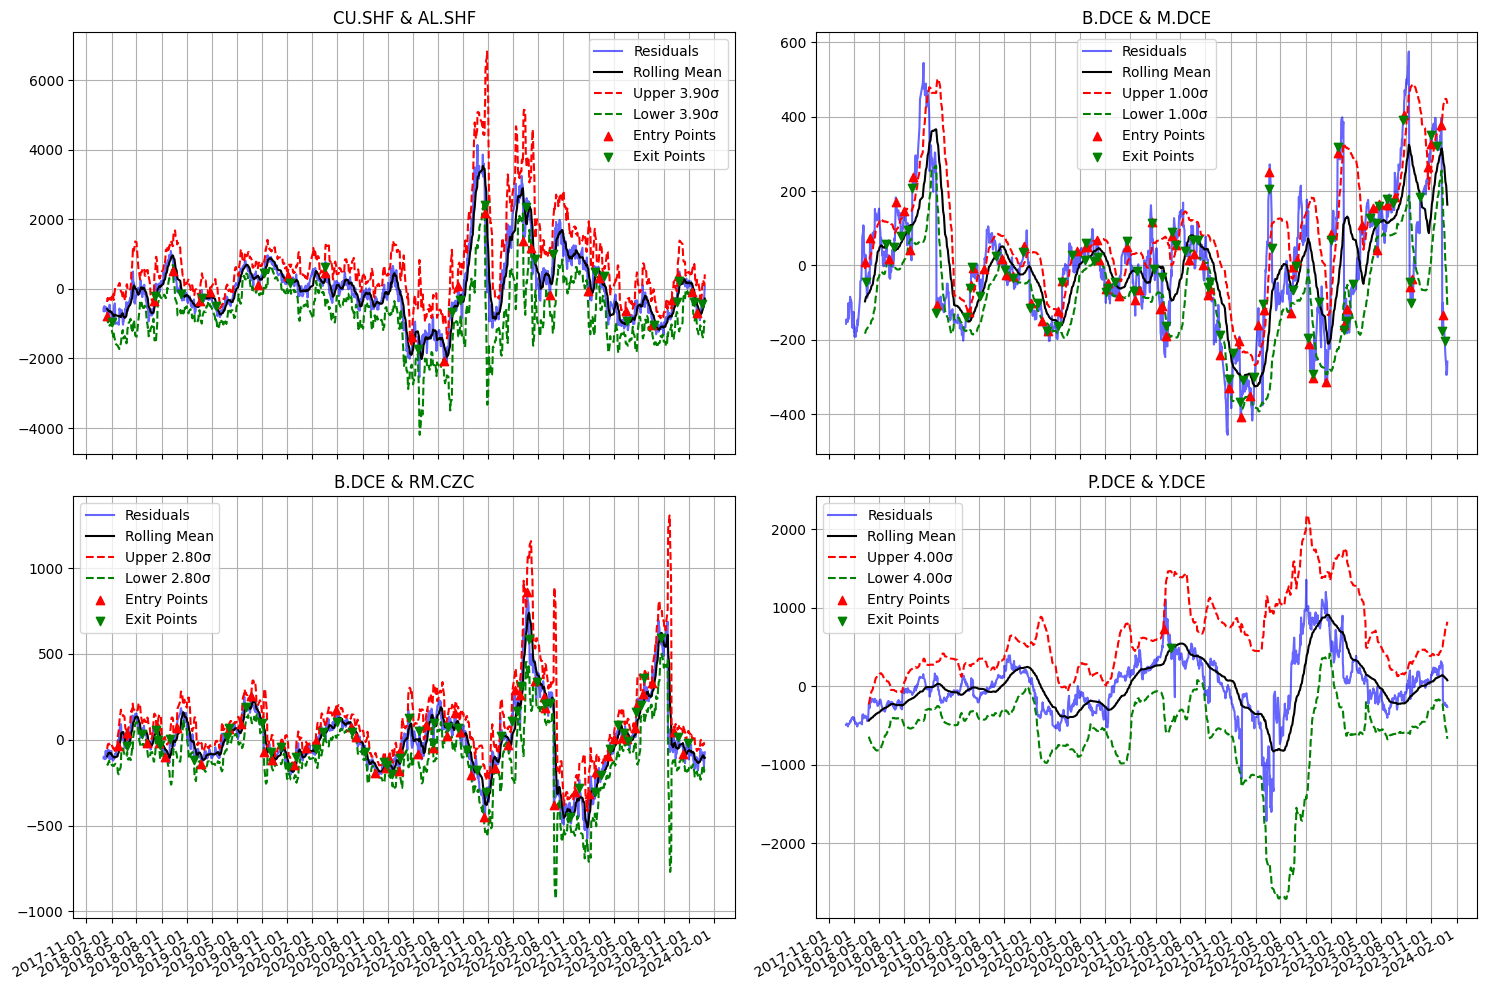 CU.SHF & AL.SHF
6000
4000
2000
0
−2000
−4000
Residuals
Rolling Mean
Upper 3.90σ
Lower 3.90σ
Entry Points
Exit Points
B.DCE & M.DCE
600
400
200
0
−200
−400
Residuals
Rolling Mean
Upper 1.00σ
Lower 1.00σ
Entry Points
Exit Points
B.DCE & RM.CZC
1000
500
0
−500
−1000
Residuals
Rolling Mean
Upper 2.80σ
Lower 2.80σ
Entry Points
Exit Points
2017-11-01
2018-02-01
2018-05-01
2018-08-01
2018-11-01
2019-02-01
2019-05-01
2019-08-01
2019-11-01
2020-02-01
2020-05-01
2020-08-01
2020-11-01
2021-02-01
2021-05-01
2021-08-01
2021-11-01
2022-02-01
2022-05-01
2022-08-01
2022-11-01
2023-02-01
2023-05-01
2023-08-01
2023-11-01
2024-02-01
P.DCE & Y.DCE
2000
1000
0
−1000
−2000
Residuals
Rolling Mean
Upper 4.00σ
Lower 4.00σ
Entry Points
Exit Points
2017-11-01
2018-02-01
2018-05-01
2018-08-01
2018-11-01
2019-02-01
2019-05-01
2019-08-01
2019-11-01
2020-02-01
2020-05-01
2020-08-01
2020-11-01
2021-02-01
2021-05-01
2021-08-01
2021-11-01
2022-02-01
2022-05-01
2022-08-01
2022-11-01
2023-02-01
2023-05-01
2023-08-01
2023-11-01
2024-02-01